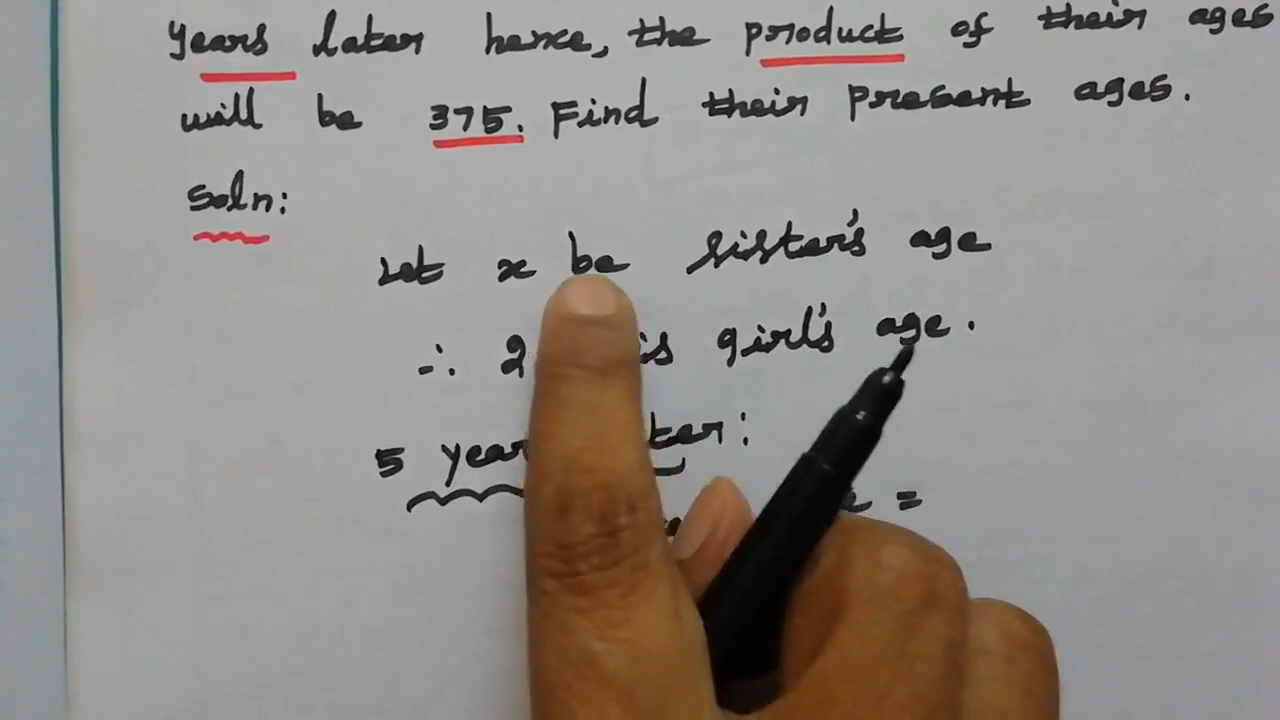 years later hence, the product of their ages
will be 375. Find their present ages.
Soln:
Let x be sister's age
∴ 2 is girl's age.
5 year ter:
=